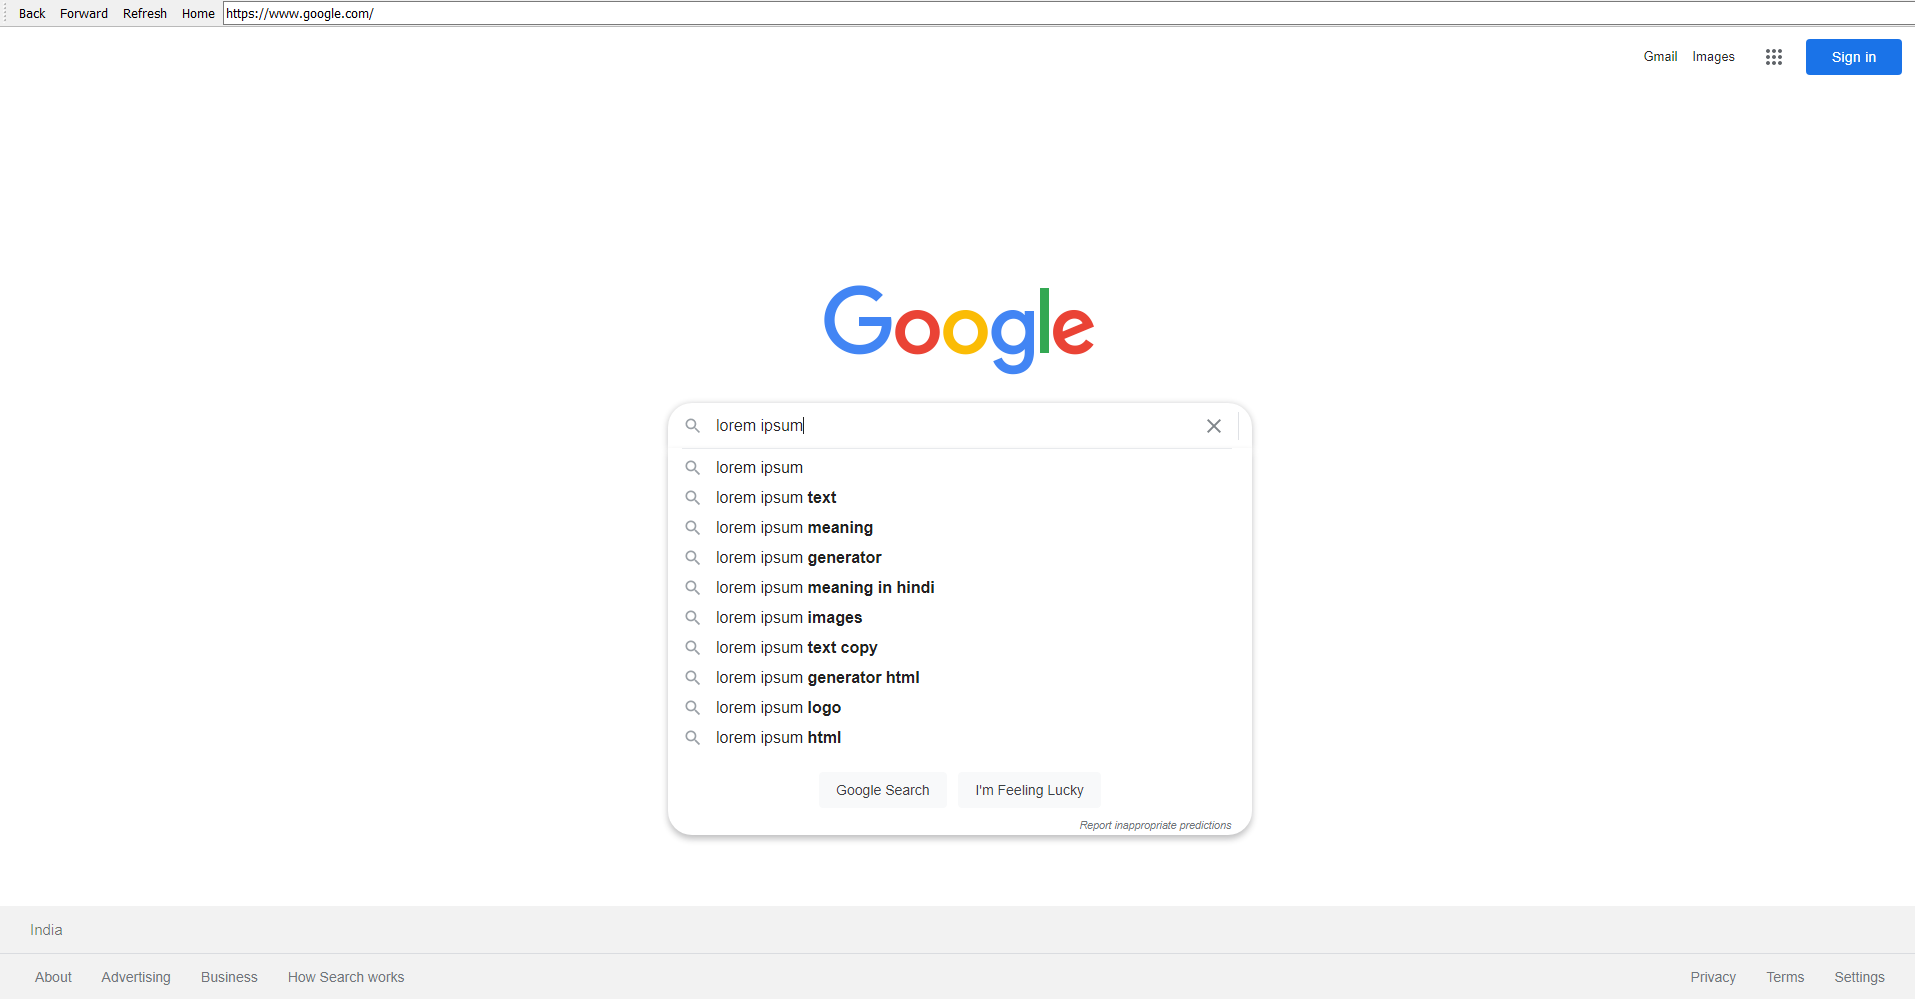 Back Forward Refresh Home https://www.google.com/
Gmail Images Sign in
Google
lorem ipsum
lorem ipsum
lorem ipsum text
lorem ipsum meaning
lorem ipsum generator
lorem ipsum meaning in hindi
lorem ipsum images
lorem ipsum text copy
lorem ipsum generator html
lorem ipsum logo
lorem ipsum html
Google Search I'm Feeling Lucky
Report inappropriate predictions
India
About Advertising Business How Search works Privacy Terms Settings